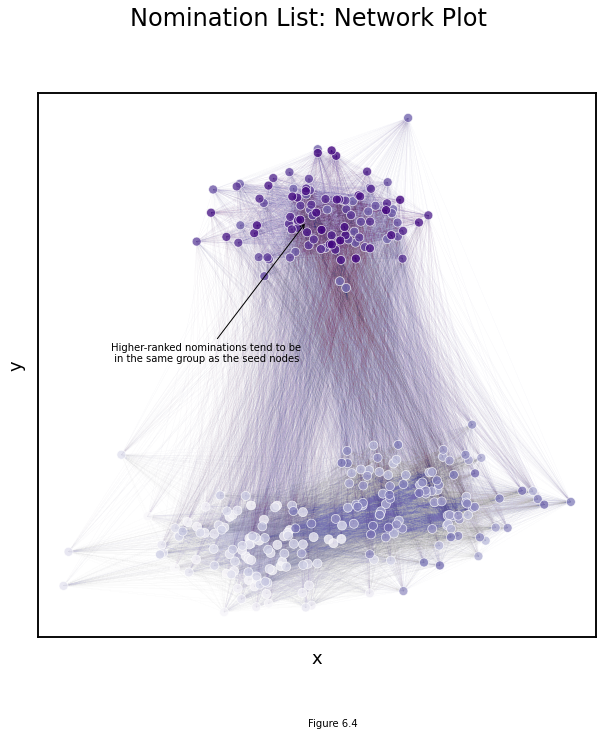 Nomination List: Network Plot
Higher-ranked nominations tend to be
in the same group as the seed nodes
y
x
Figure 6.4